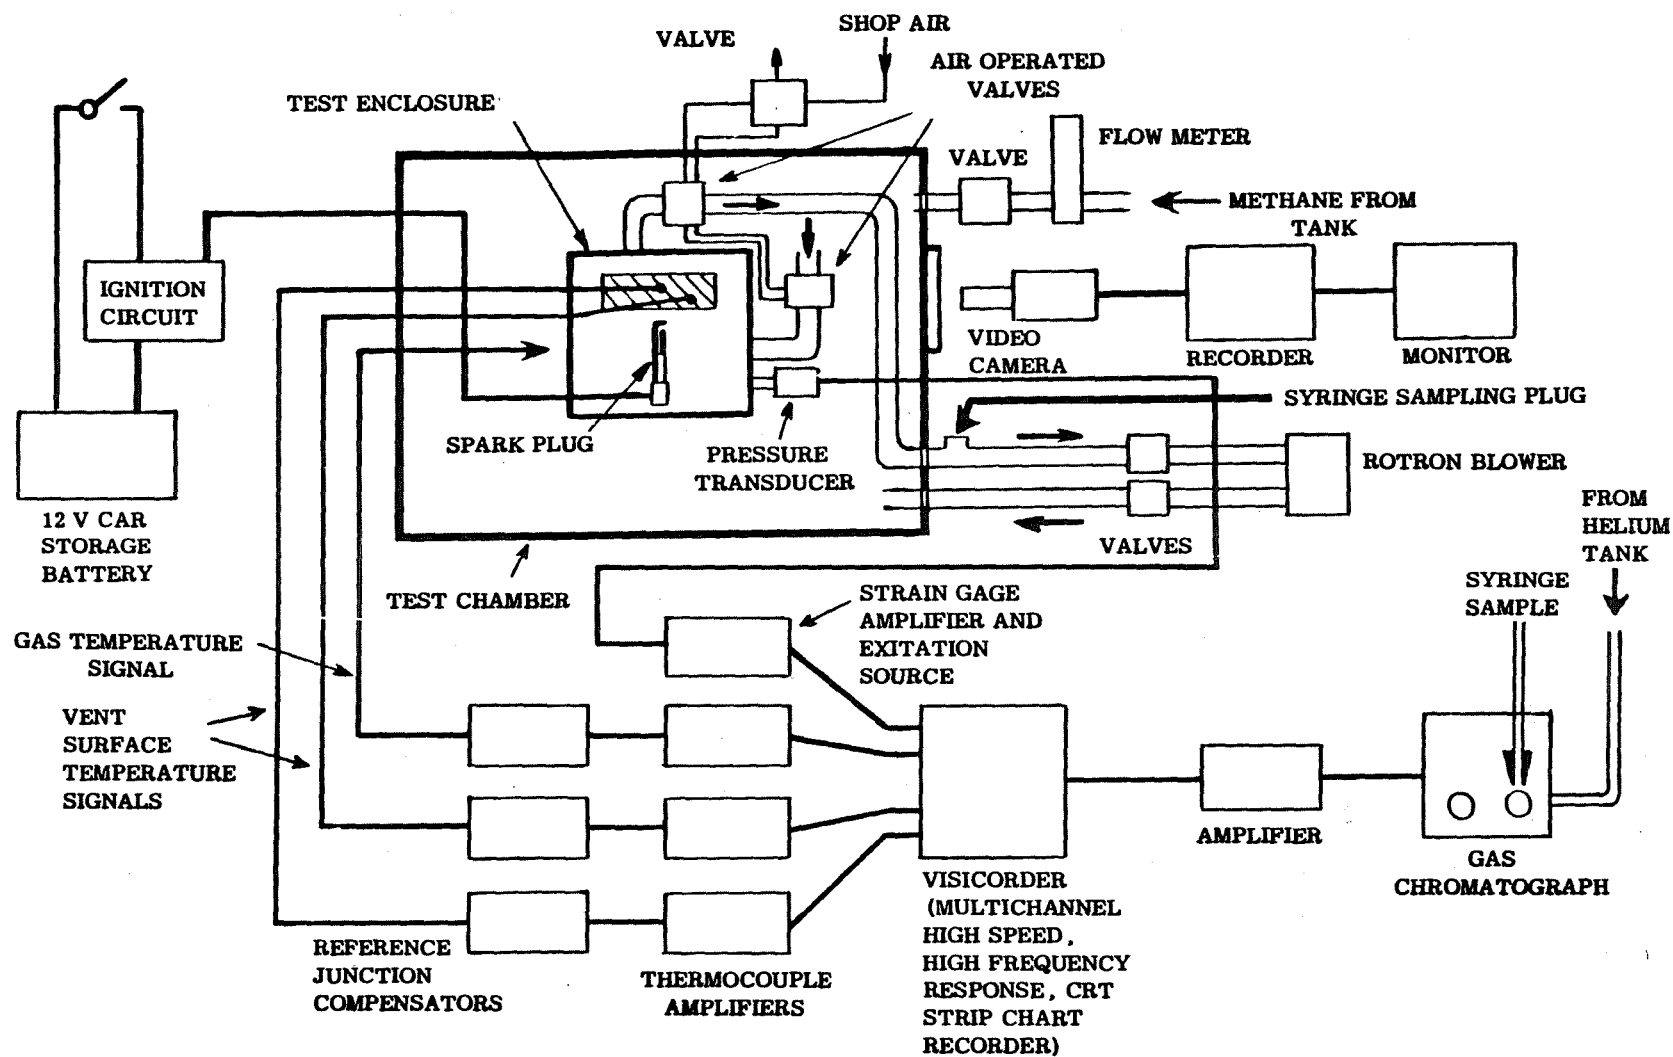 SHOP AIR
VALVE
AIR OPERATED
VALVES
TEST ENCLOSURE
FLOW METER
VALVE
METHANE FROM
TANK
IGNITION
CIRCUIT
VIDEO
CAMERA
RECORDER
MONITOR
SYRINGE SAMPLING PLUG
SPARK PLUG
PRESSURE
TRANSDUCER
ROTRON BLOWER
12 V CAR
STORAGE
BATTERY
VALVES
FROM
HELIUM
TANK
TEST CHAMBER
SYRINGE
SAMPLE
STRAIN GAGE
AMPLIFIER AND
EXITATION
SOURCE
GAS TEMPERATURE
SIGNAL
VENT
SURFACE
TEMPERATURE
SIGNALS
AMPLIFIER
GAS
CHROMATOGRAPH
REFERENCE
JUNCTION
COMPENSATORS
THERMOCOUPLE
AMPLIFIERS
VISICORDER
(MULTICHANNEL
HIGH SPEED,
HIGH FREQUENCY
RESPONSE, CRT
STRIP CHART
RECORDER)